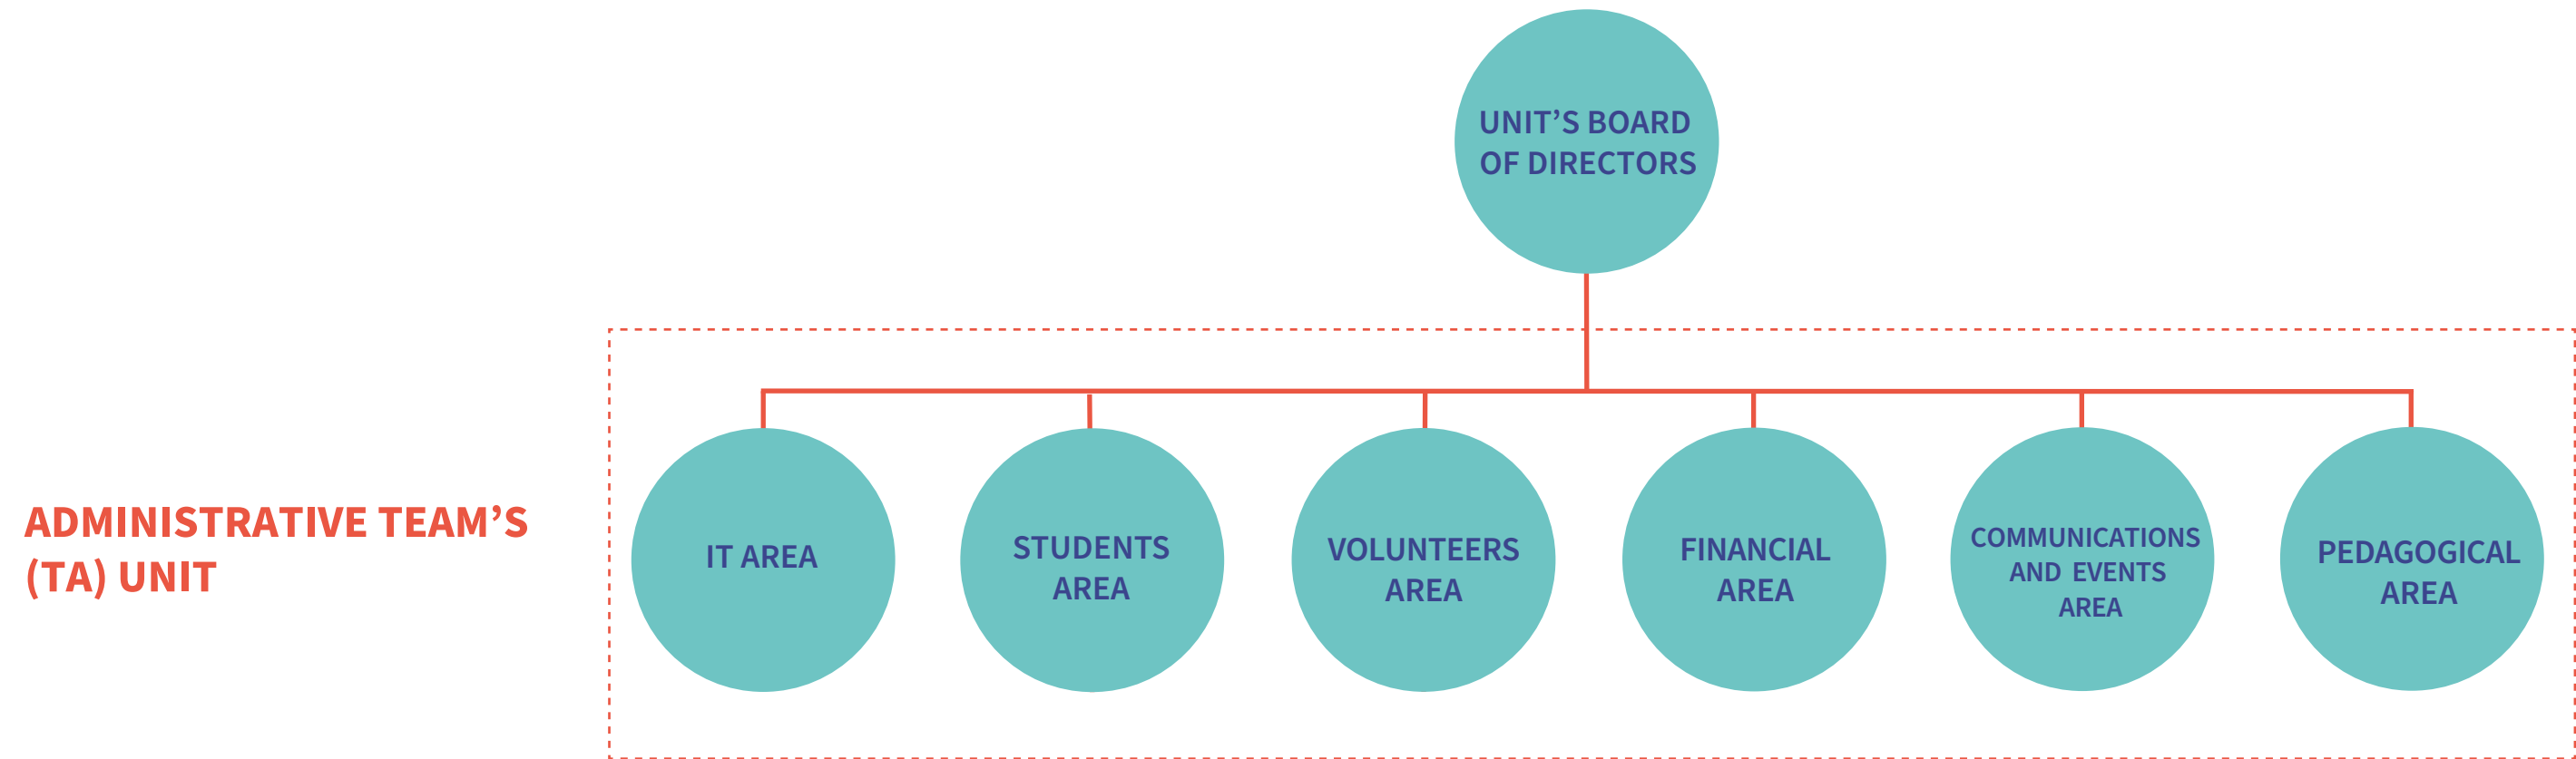 UNIT’S BOARD
OF DIRECTORS
ADMINISTRATIVE TEAM’S
(TA) UNIT
IT AREA
STUDENTS
AREA
VOLUNTEERS
AREA
FINANCIAL
AREA
COMMUNICATIONS
AND EVENTS
AREA
PEDAGOGICAL
AREA